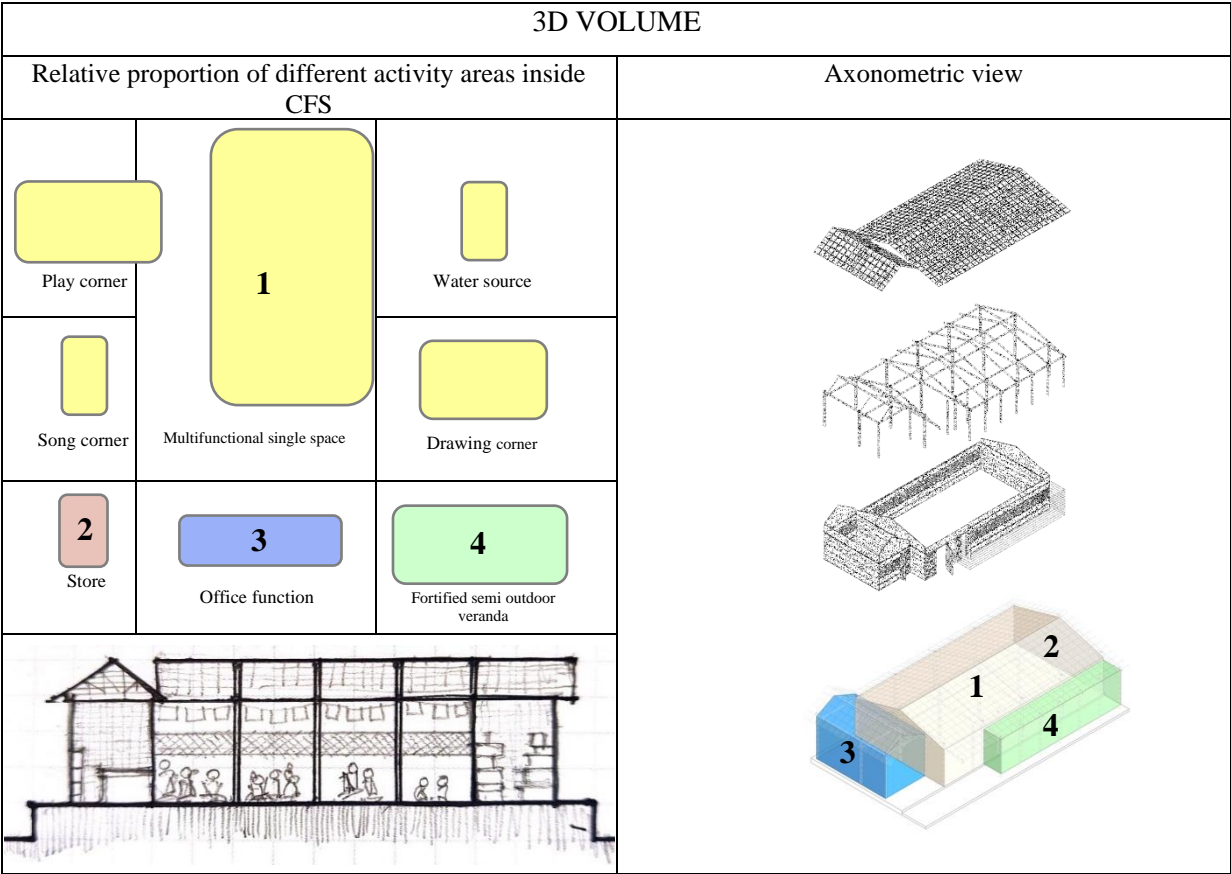 3D VOLUME
Relative proportion of different activity areas inside
CFS
Axonometric view
Play corner
1
Water source
Song corner
Multifunctional single space
Drawing corner
2
Store
3
Office function
4
Fortified semi outdoor
veranda
2
1
4
3